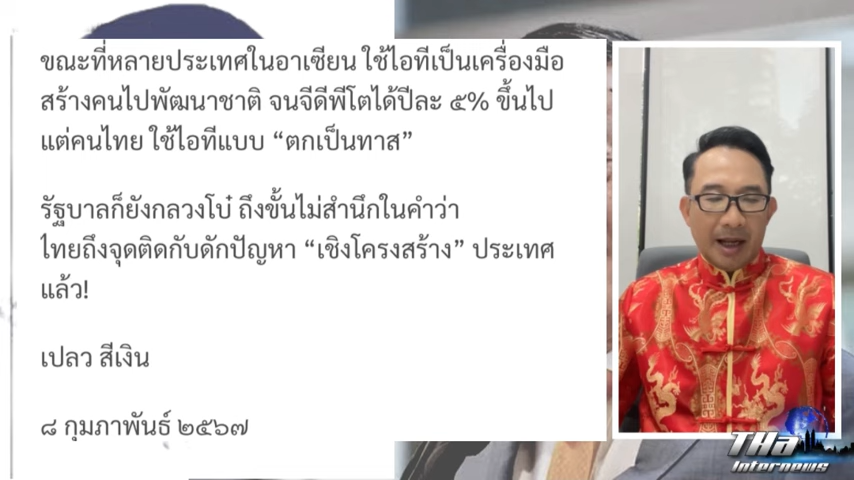 ขณะที่หลายประเทศในอาเซียน ใช้ไอทีเป็นเครื่องมือ
สร้างคนไปพัฒนาชาติ จนจีดีพีโตได้ปีละ ๕% ขึ้นไป
แต่คนไทย ใช้ไอทีแบบ “ตกเป็นทาส”
รัฐบาลก็ยังกลวงโบ๋ ถึงขั้นไม่สำนึกในคำว่า
ไทยถึงจุดติดกับดักปัญหา “เชิงโครงสร้าง” ประเทศ
แล้ว!
เปลว สีเงิน
๘ กุมภาพันธ์ ๒๕๖๗
THai
Internews